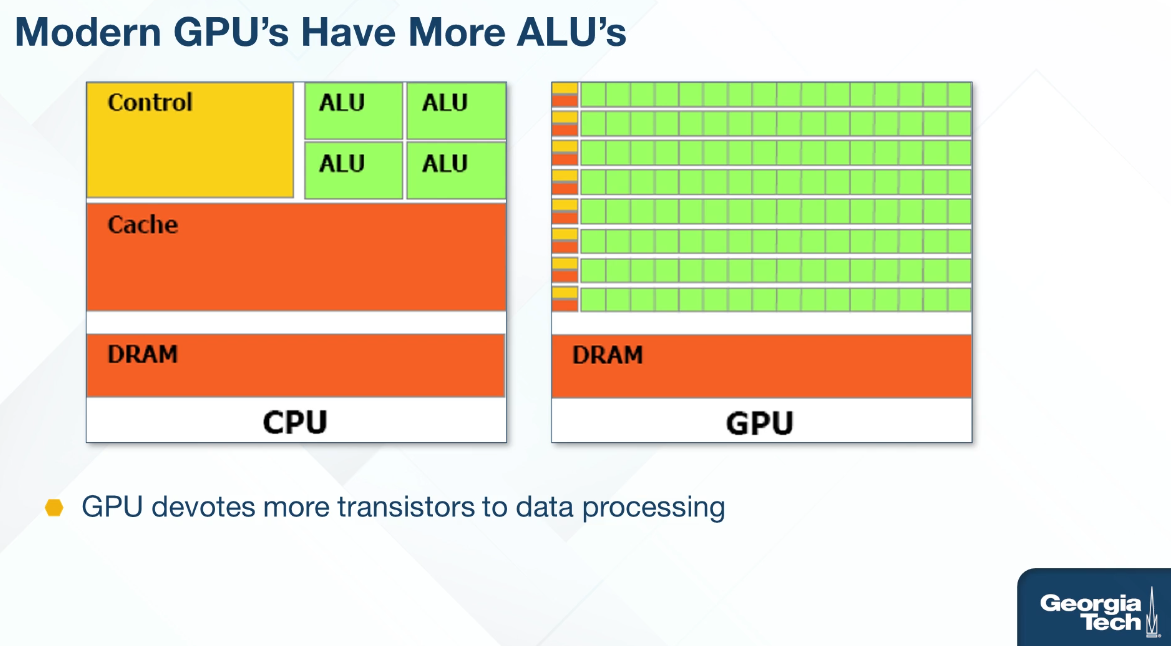 Modern GPU's Have More ALU's
Control
ALU
ALU
ALU
ALU
Cache
DRAM
CPU
DRAM
GPU
GPU devotes more transistors to data processing
Georgia
Tech